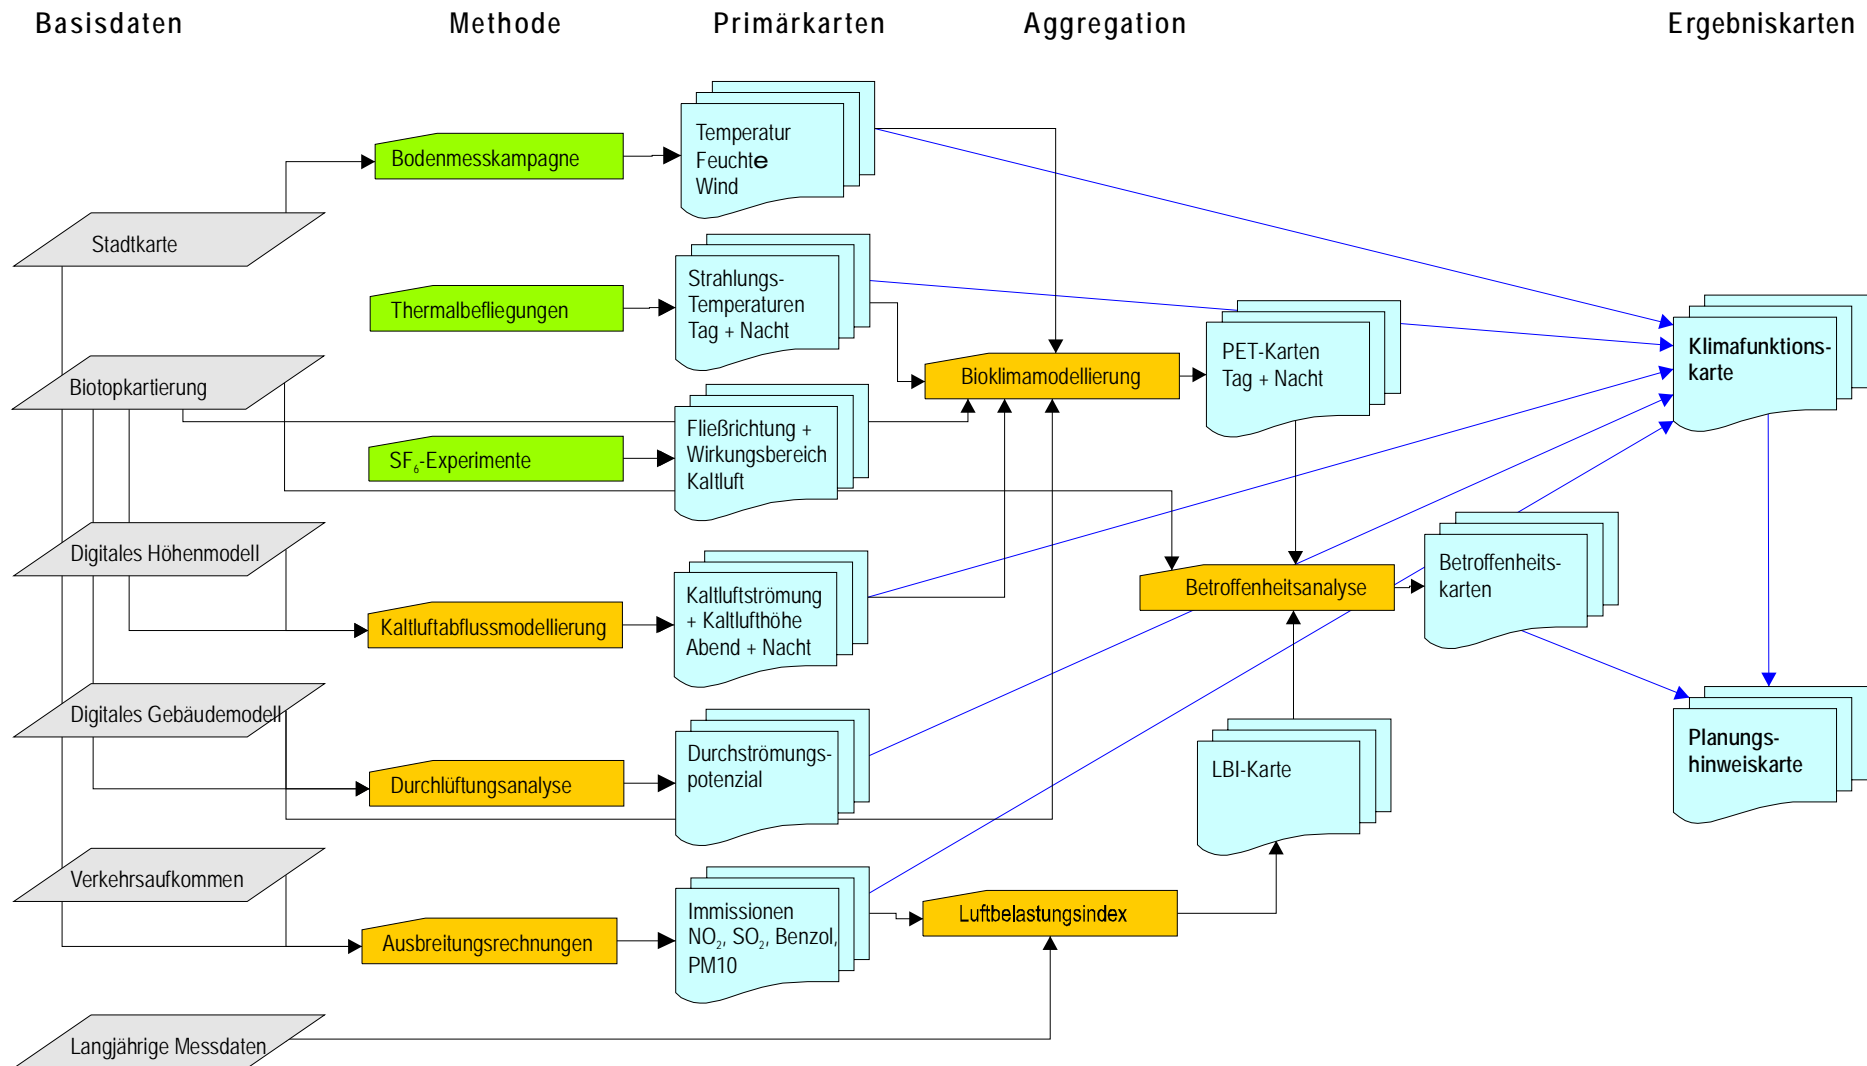 Basisdaten
Methode
Primärkarten
Aggregation
Ergebniskarten
Stadtkarte
Biotopkartierung
Digitales Höhenmodell
Digitales Gebäudemodell
Verkehrsaufkommen
Langjährige Messdaten
Bodenmesskampagne
Thermalbefliegungen
SF₆-Experimente
Kaltluftabflussmodellierung
Durchlüftungsanalyse
Ausbreitungsrechnungen
Temperatur
Feuchte
Wind
Strahlungs-
Temperaturen
Tag + Nacht
Fließrichtung +
Wirkungsbereich
Kaltluft
Kaltluftströmung
+ Kaltlufthöhe
Abend + Nacht
Durchströmungs-
potenzial
Immissionen
NO₂, SO₂, Benzol,
PM10
Bioklimamodellierung
Luftbelastungsindex
PET-Karten
Tag + Nacht
Betroffenheitsanalyse
LBI-Karte
Betroffenheits-
karten
Klimafunktions-
karte
Planungs-
hinweiskarte